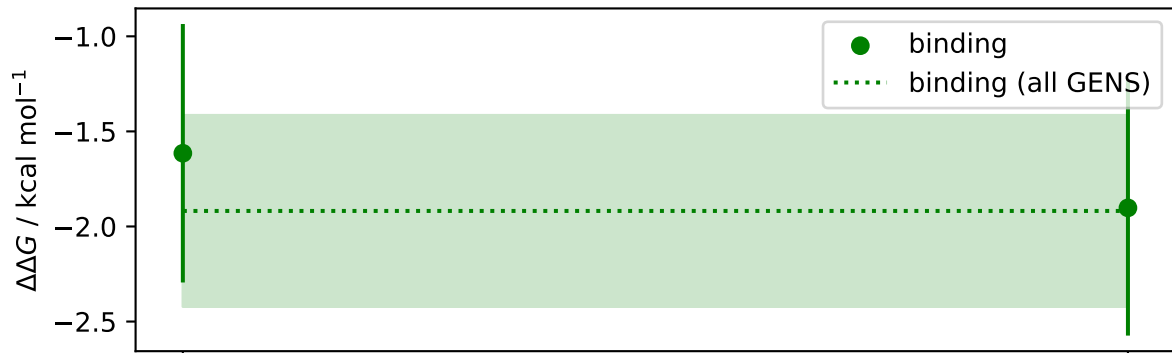 −1.0
−1.5
−2.0
−2.5
ΔΔG / kcal mol⁻¹
binding
binding (all GENS)